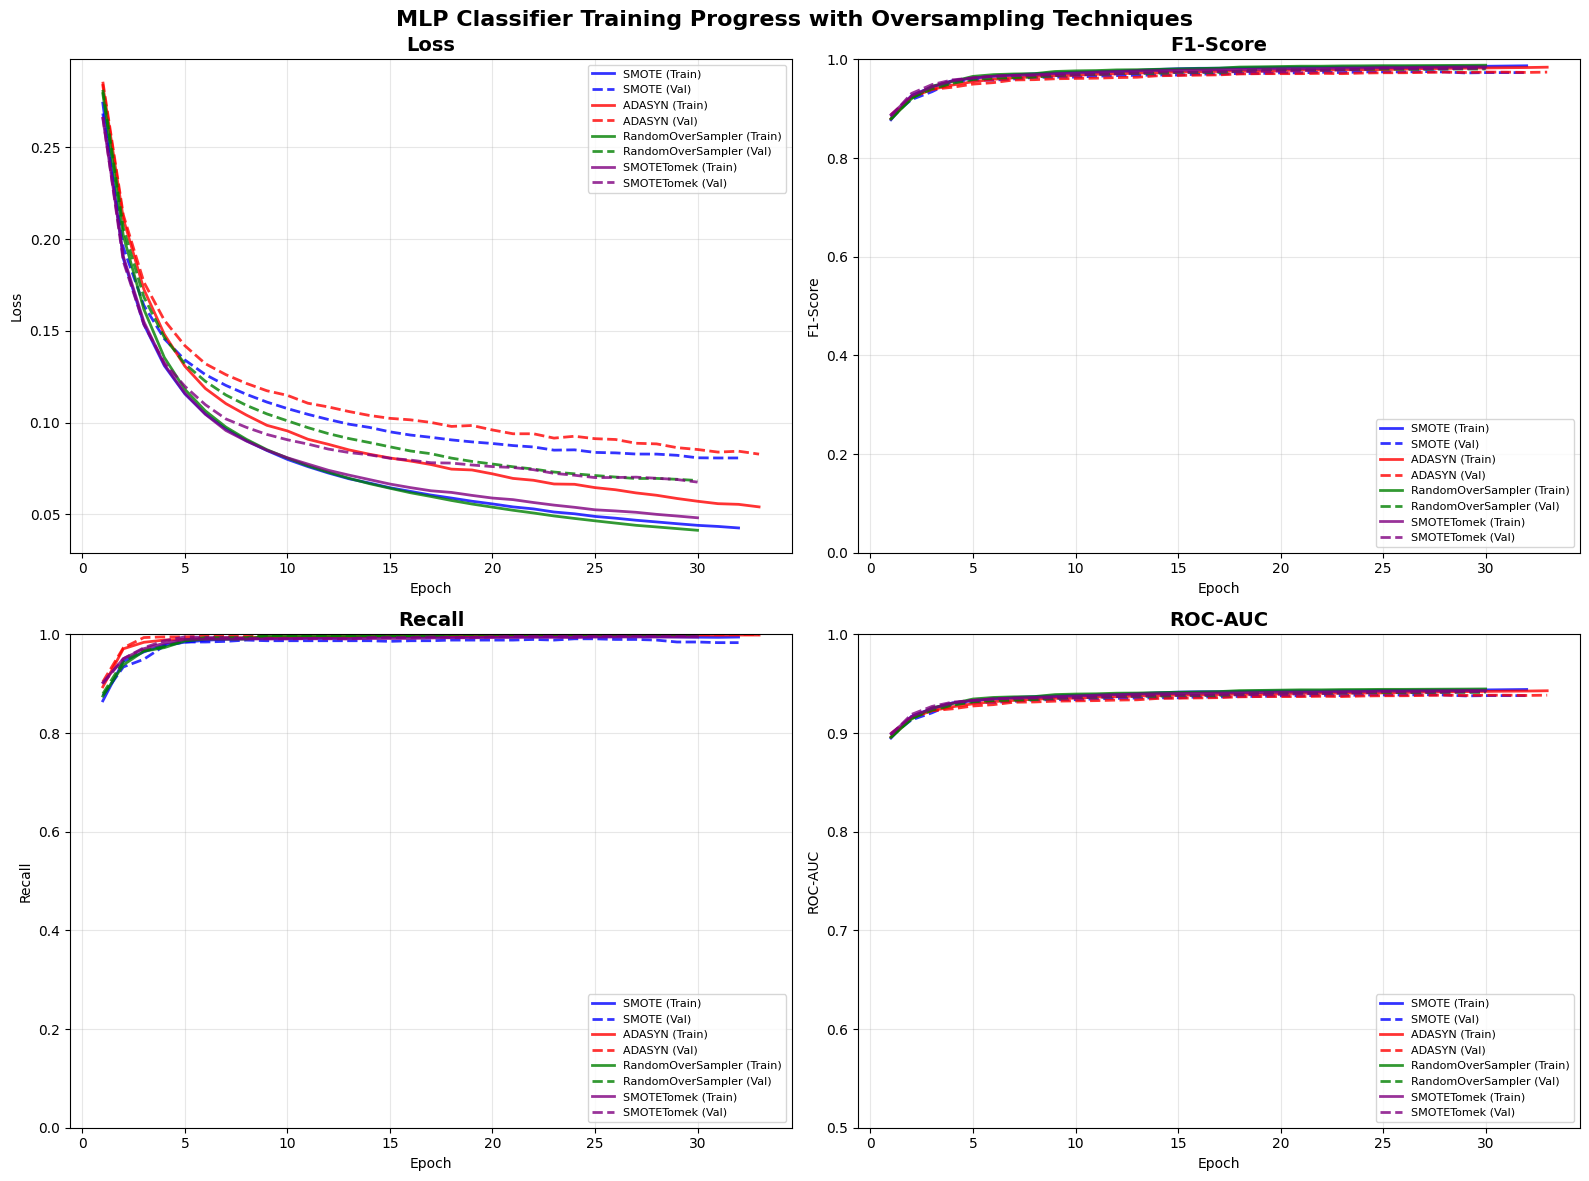 MLP Classifier Training Progress with Oversampling Techniques
Loss
SMOTE (Train)
SMOTE (Val)
ADASYN (Train)
ADASYN (Val)
RandomOverSampler (Train)
RandomOverSampler (Val)
SMOTETomek (Train)
SMOTETomek (Val)
0.25
0.20
0.15
0.10
0.05
Loss
0 5 10 15 20 25 30
Epoch
F1-Score
1.0
0.8
0.6
0.4
0.2
0.0
F1-Score
SMOTE (Train)
SMOTE (Val)
ADASYN (Train)
ADASYN (Val)
RandomOverSampler (Train)
RandomOverSampler (Val)
SMOTETomek (Train)
SMOTETomek (Val)
0 5 10 15 20 25 30
Epoch
Recall
1.0
0.8
0.6
0.4
0.2
0.0
Recall
SMOTE (Train)
SMOTE (Val)
ADASYN (Train)
ADASYN (Val)
RandomOverSampler (Train)
RandomOverSampler (Val)
SMOTETomek (Train)
SMOTETomek (Val)
0 5 10 15 20 25 30
Epoch
ROC-AUC
1.0
0.9
0.8
0.7
0.6
0.5
ROC-AUC
SMOTE (Train)
SMOTE (Val)
ADASYN (Train)
ADASYN (Val)
RandomOverSampler (Train)
RandomOverSampler (Val)
SMOTETomek (Train)
SMOTETomek (Val)
0 5 10 15 20 25 30
Epoch